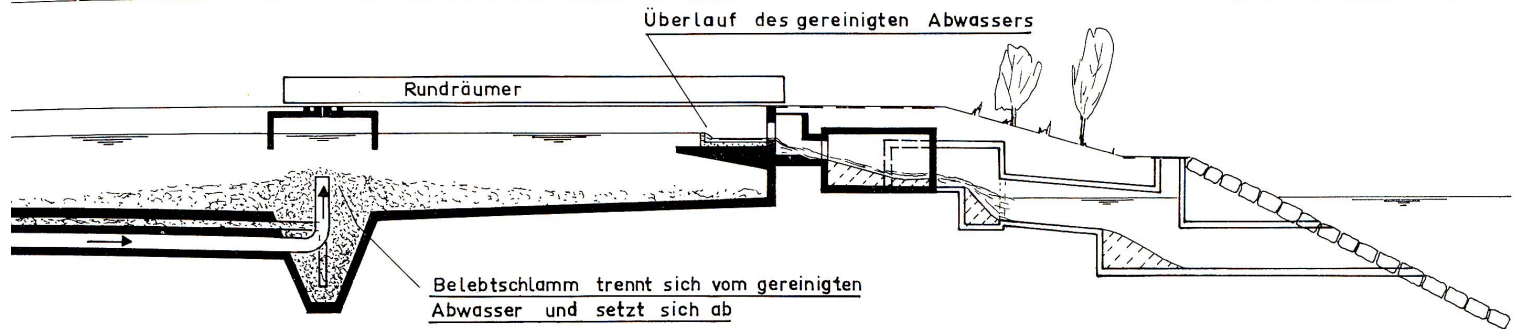 Überlauf des gereinigten Abwassers
Rundräumer
Belebtschlamm trennt sich vom gereinigten
Abwasser und setzt sich ab